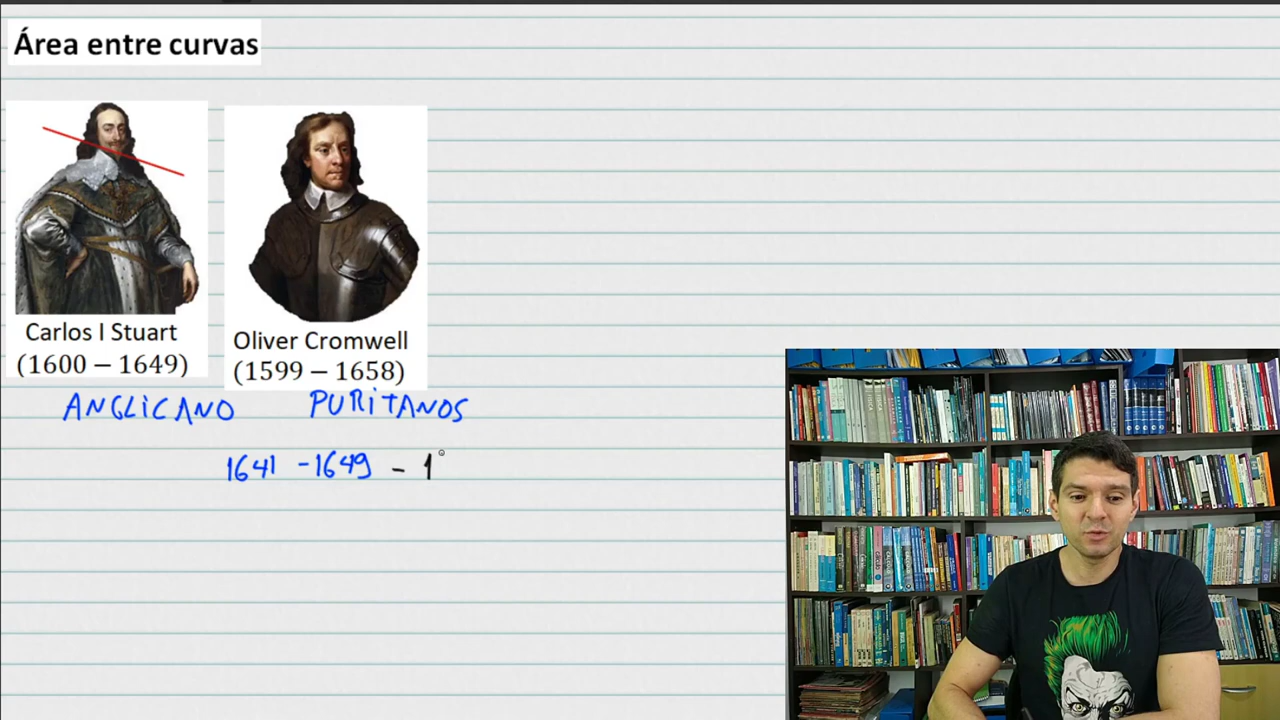 Área entre curvas
Carlos I Stuart
(1600 – 1649)
Oliver Cromwell
(1599 – 1658)
ANGLICANO PURITANOS
1641 - 1649 - 1